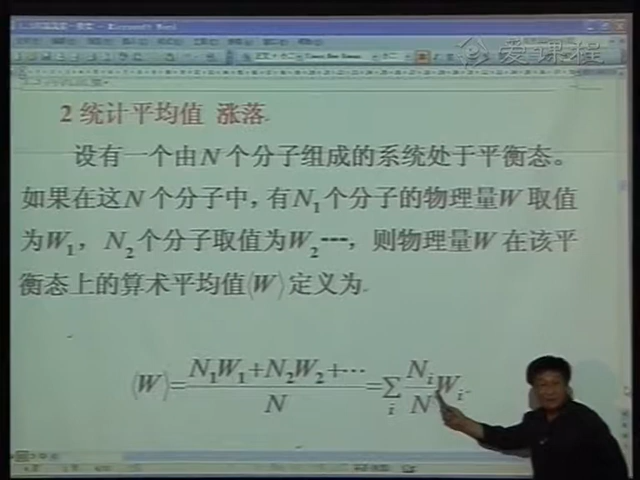 Microsoft Word
爱课程
2 统计平均值 涨落
设有一个由N个分子组成的系统处于平衡态。
如果在这N个分子中,有N₁个分子的物理量W取值
为W₁,N₂个分子取值为W₂┅,则物理量W在该平
衡态上的算术平均值⟨W⟩定义为
⟨W⟩=(N₁W₁+N₂W₂+⋯)/N=∑ᵢ(Nᵢ/N)Wᵢ